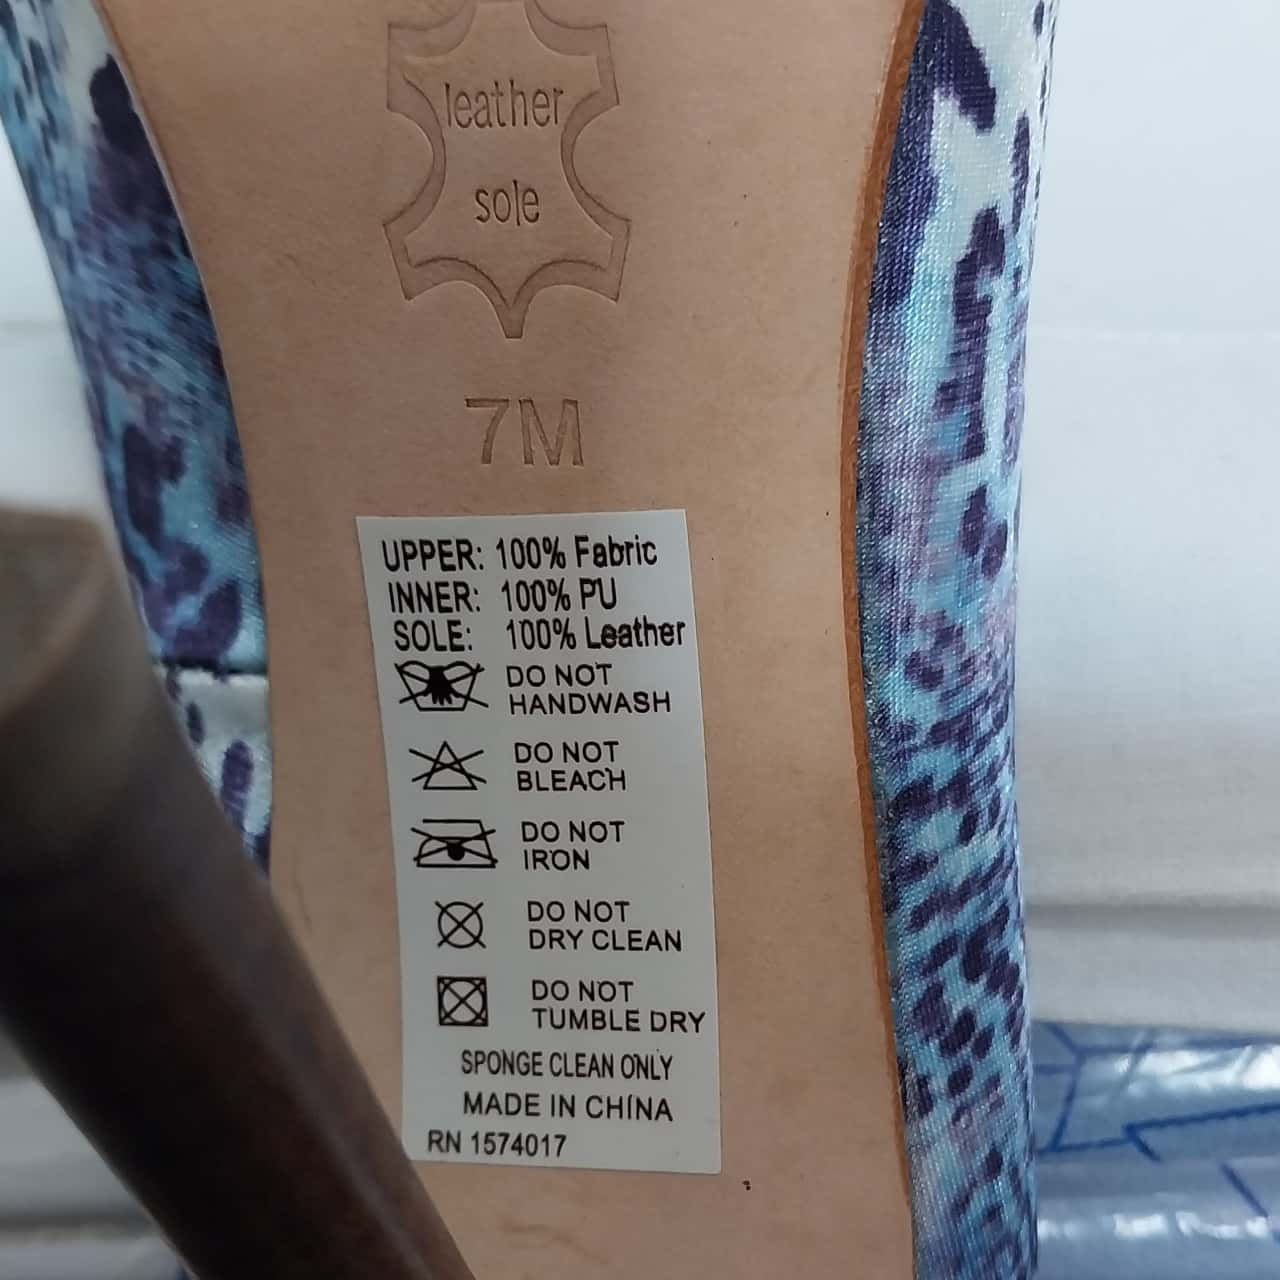 leather
sole
7M
UPPER: 100% Fabric
INNER: 100% PU
SOLE: 100% Leather
DO NOT
HANDWASH
DO NOT
BLEACH
DO NOT
IRON
DO NOT
DRY CLEAN
DO NOT
TUMBLE DRY
SPONGE CLEAN ONLY
MADE IN CHINA
RN 1574017